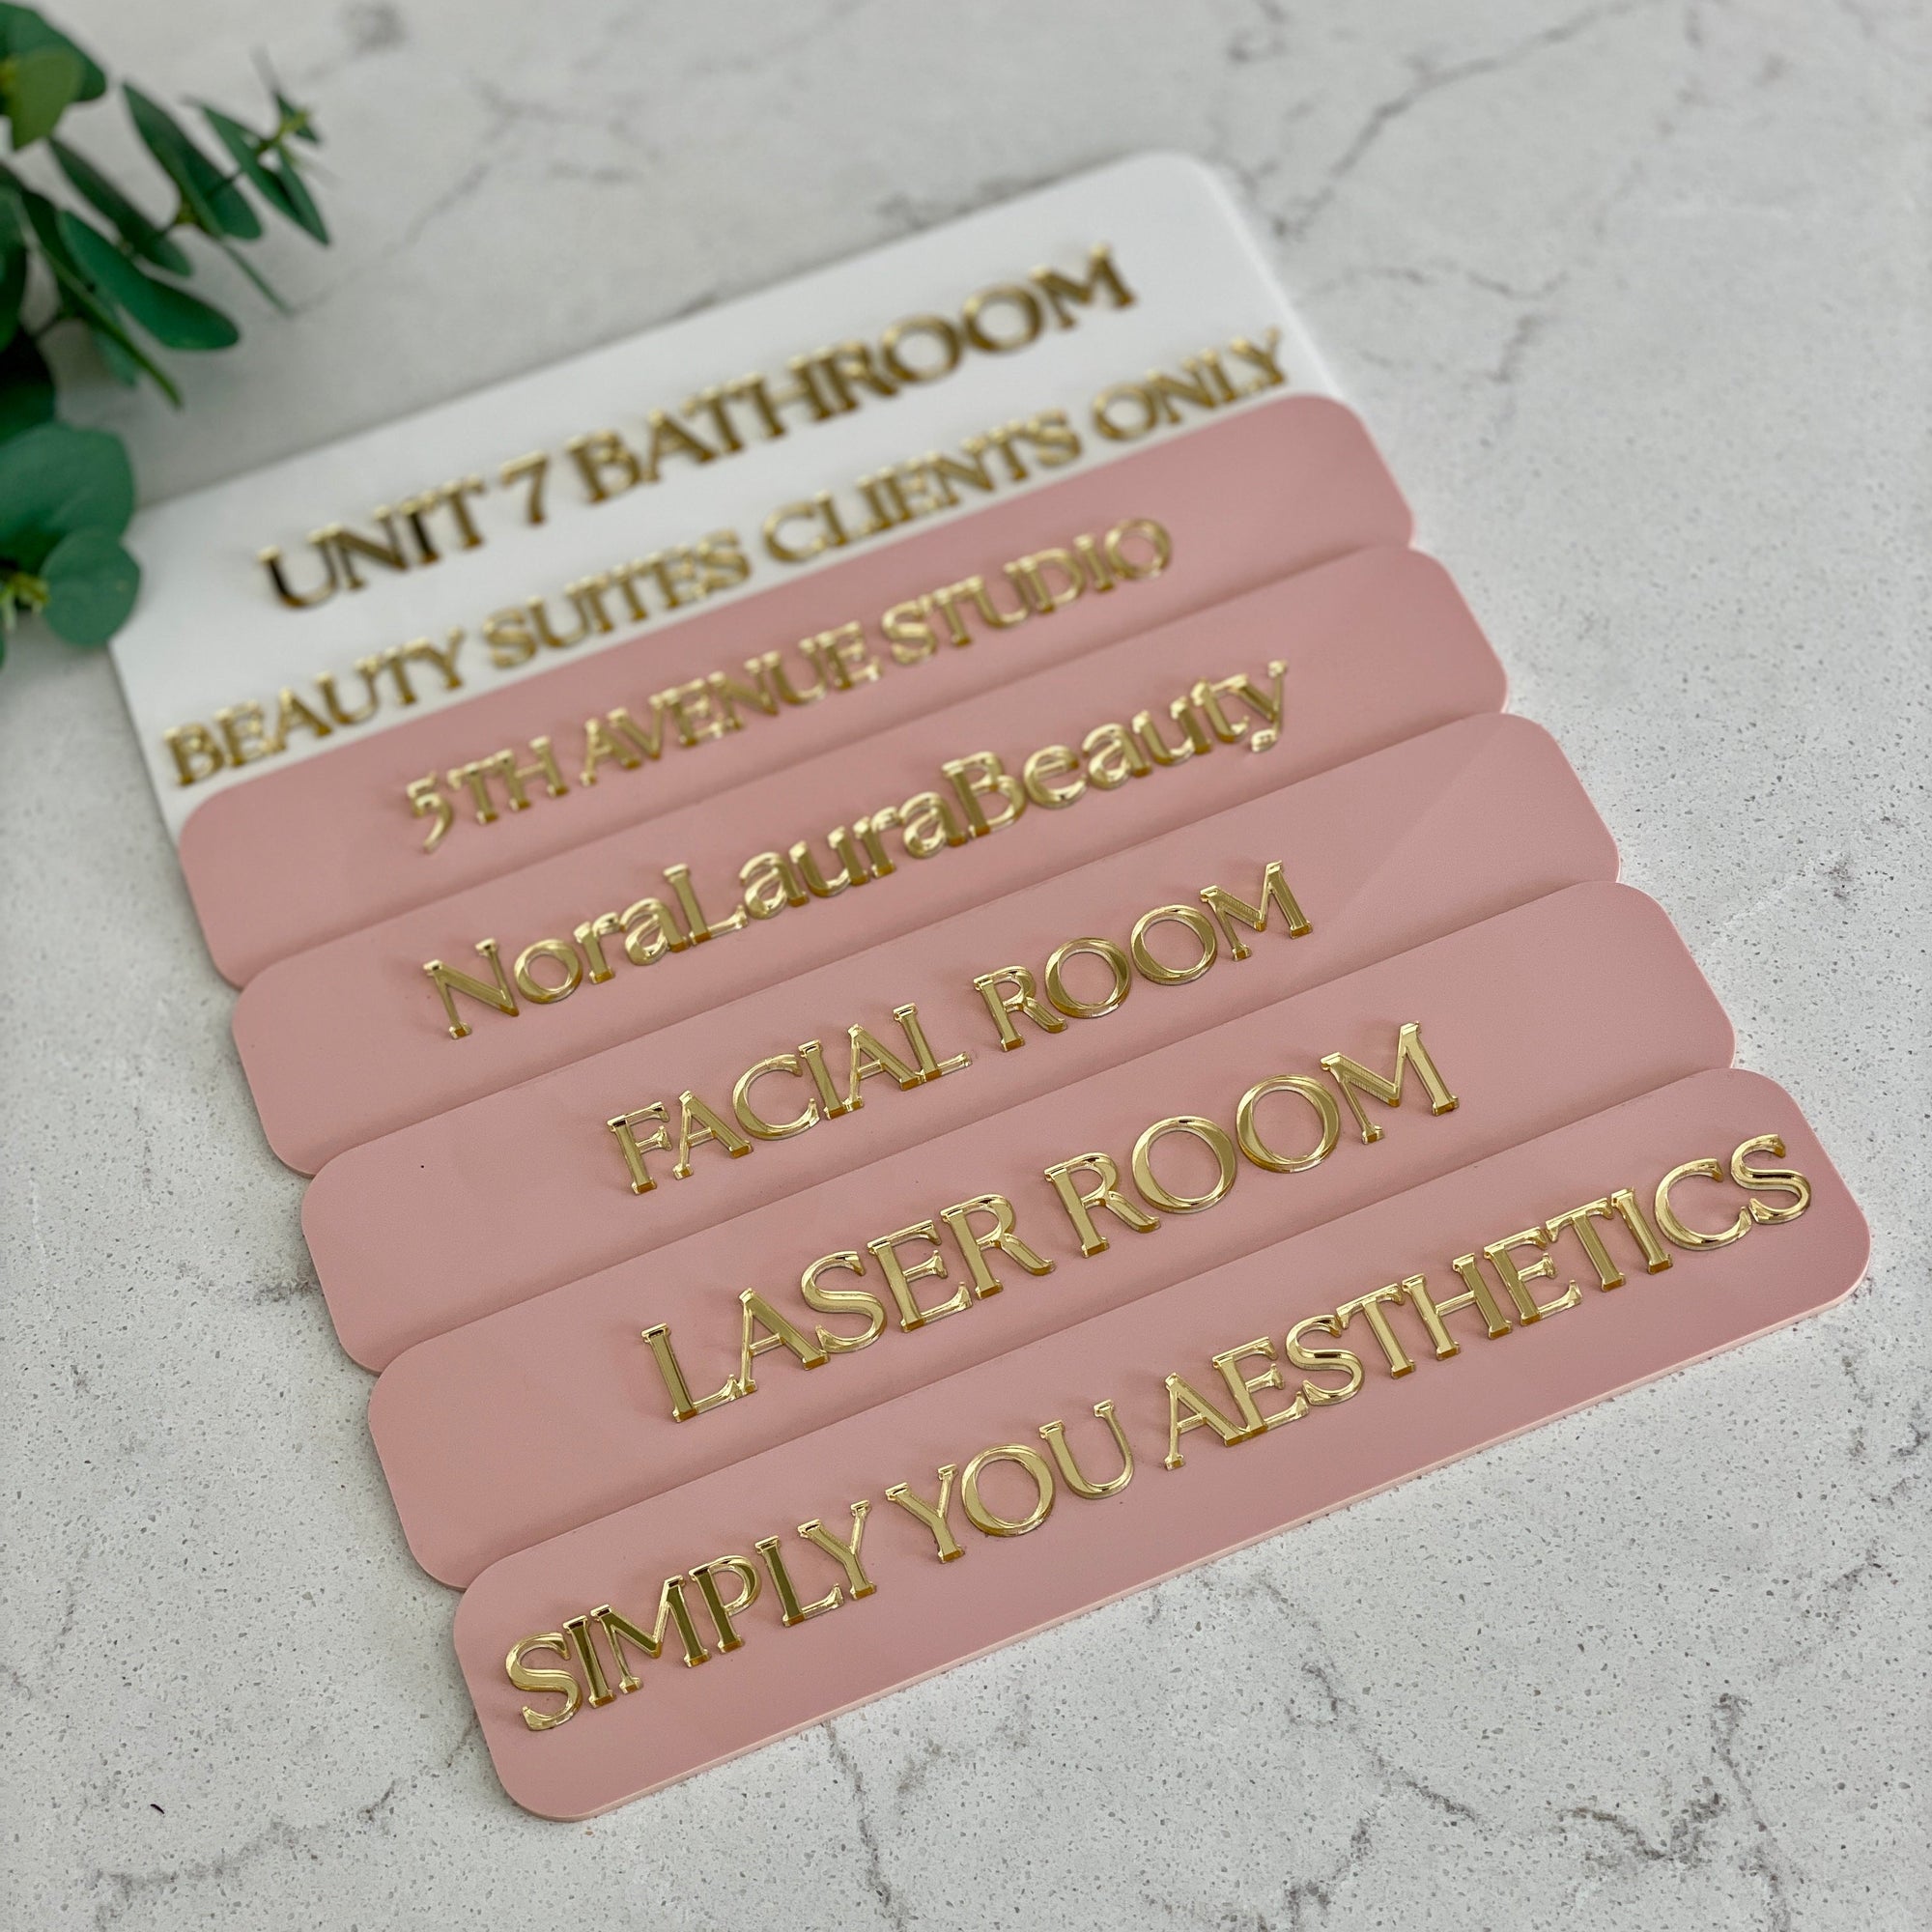 UNIT 7 BATHROOM
BEAUTY SUITES CLIENTS ONLY
5TH AVENUE STUDIO
NoraLauraBeauty
FACIAL ROOM
LASER ROOM
SIMPLY YOU AESTHETICS